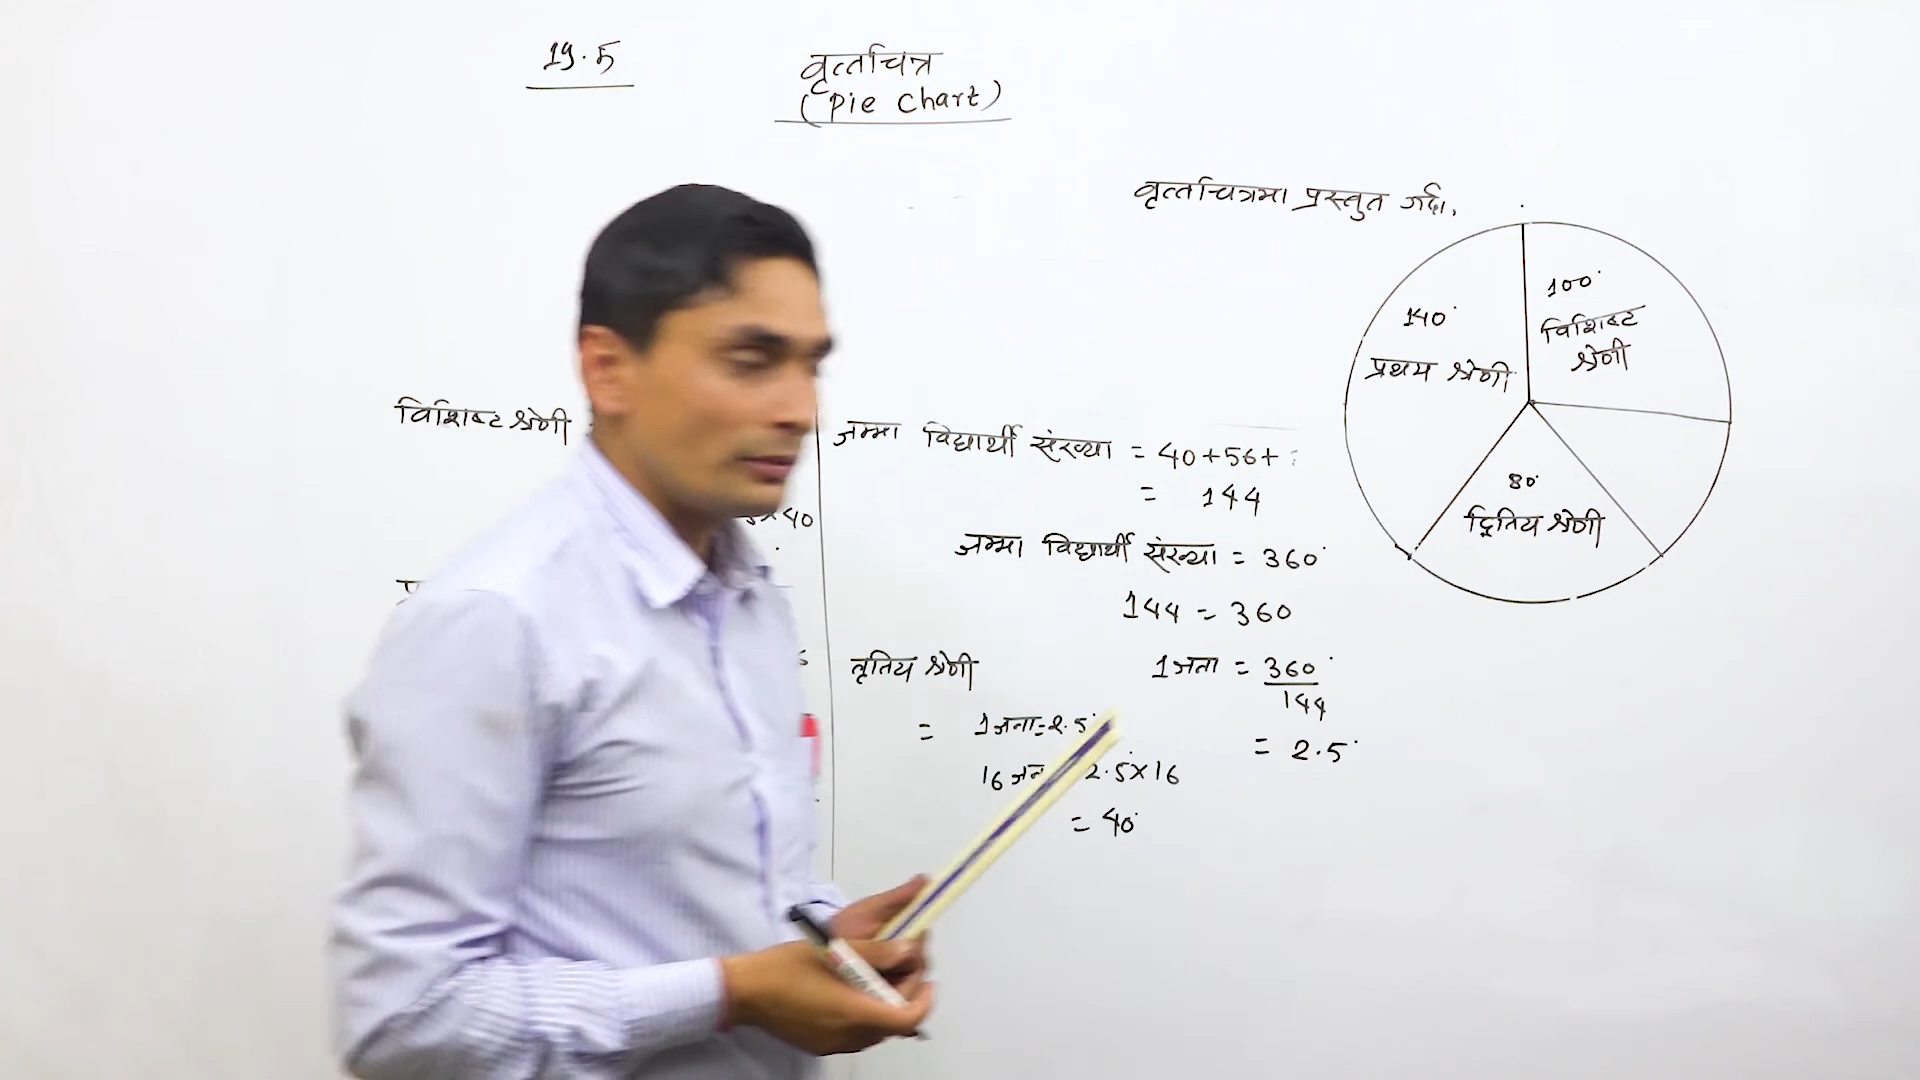 19.5
वृत्तचित्र
(Pie Chart)
वृत्तचित्रमा प्रस्तुत गर्दा,
100°
विशिष्ट
श्रेणी
140°
प्रथम श्रेणी
80°
द्वितिय श्रेणी
विशिष्ट श्रेणी
×40
जम्मा विद्यार्थी संख्या = 40+56+
= 144
जम्मा विद्यार्थी संख्या = 360°
144 = 360
1 जना = 360°
144
= 2.5°
तृतिय श्रेणी
= 1 जना = 2.5°
16 2.5×16
= 40°